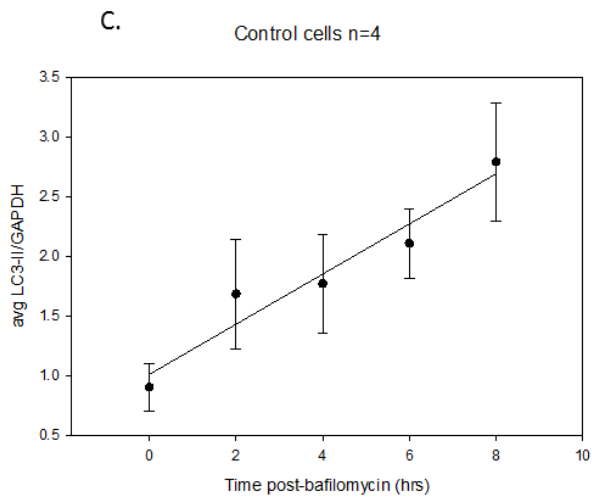 C.
Control cells n=4
3.5
3.0
2.5
2.0
1.5
1.0
0.5
avg LC3-II/GAPDH
0 2 4 6 8 10
Time post-bafilomycin (hrs)